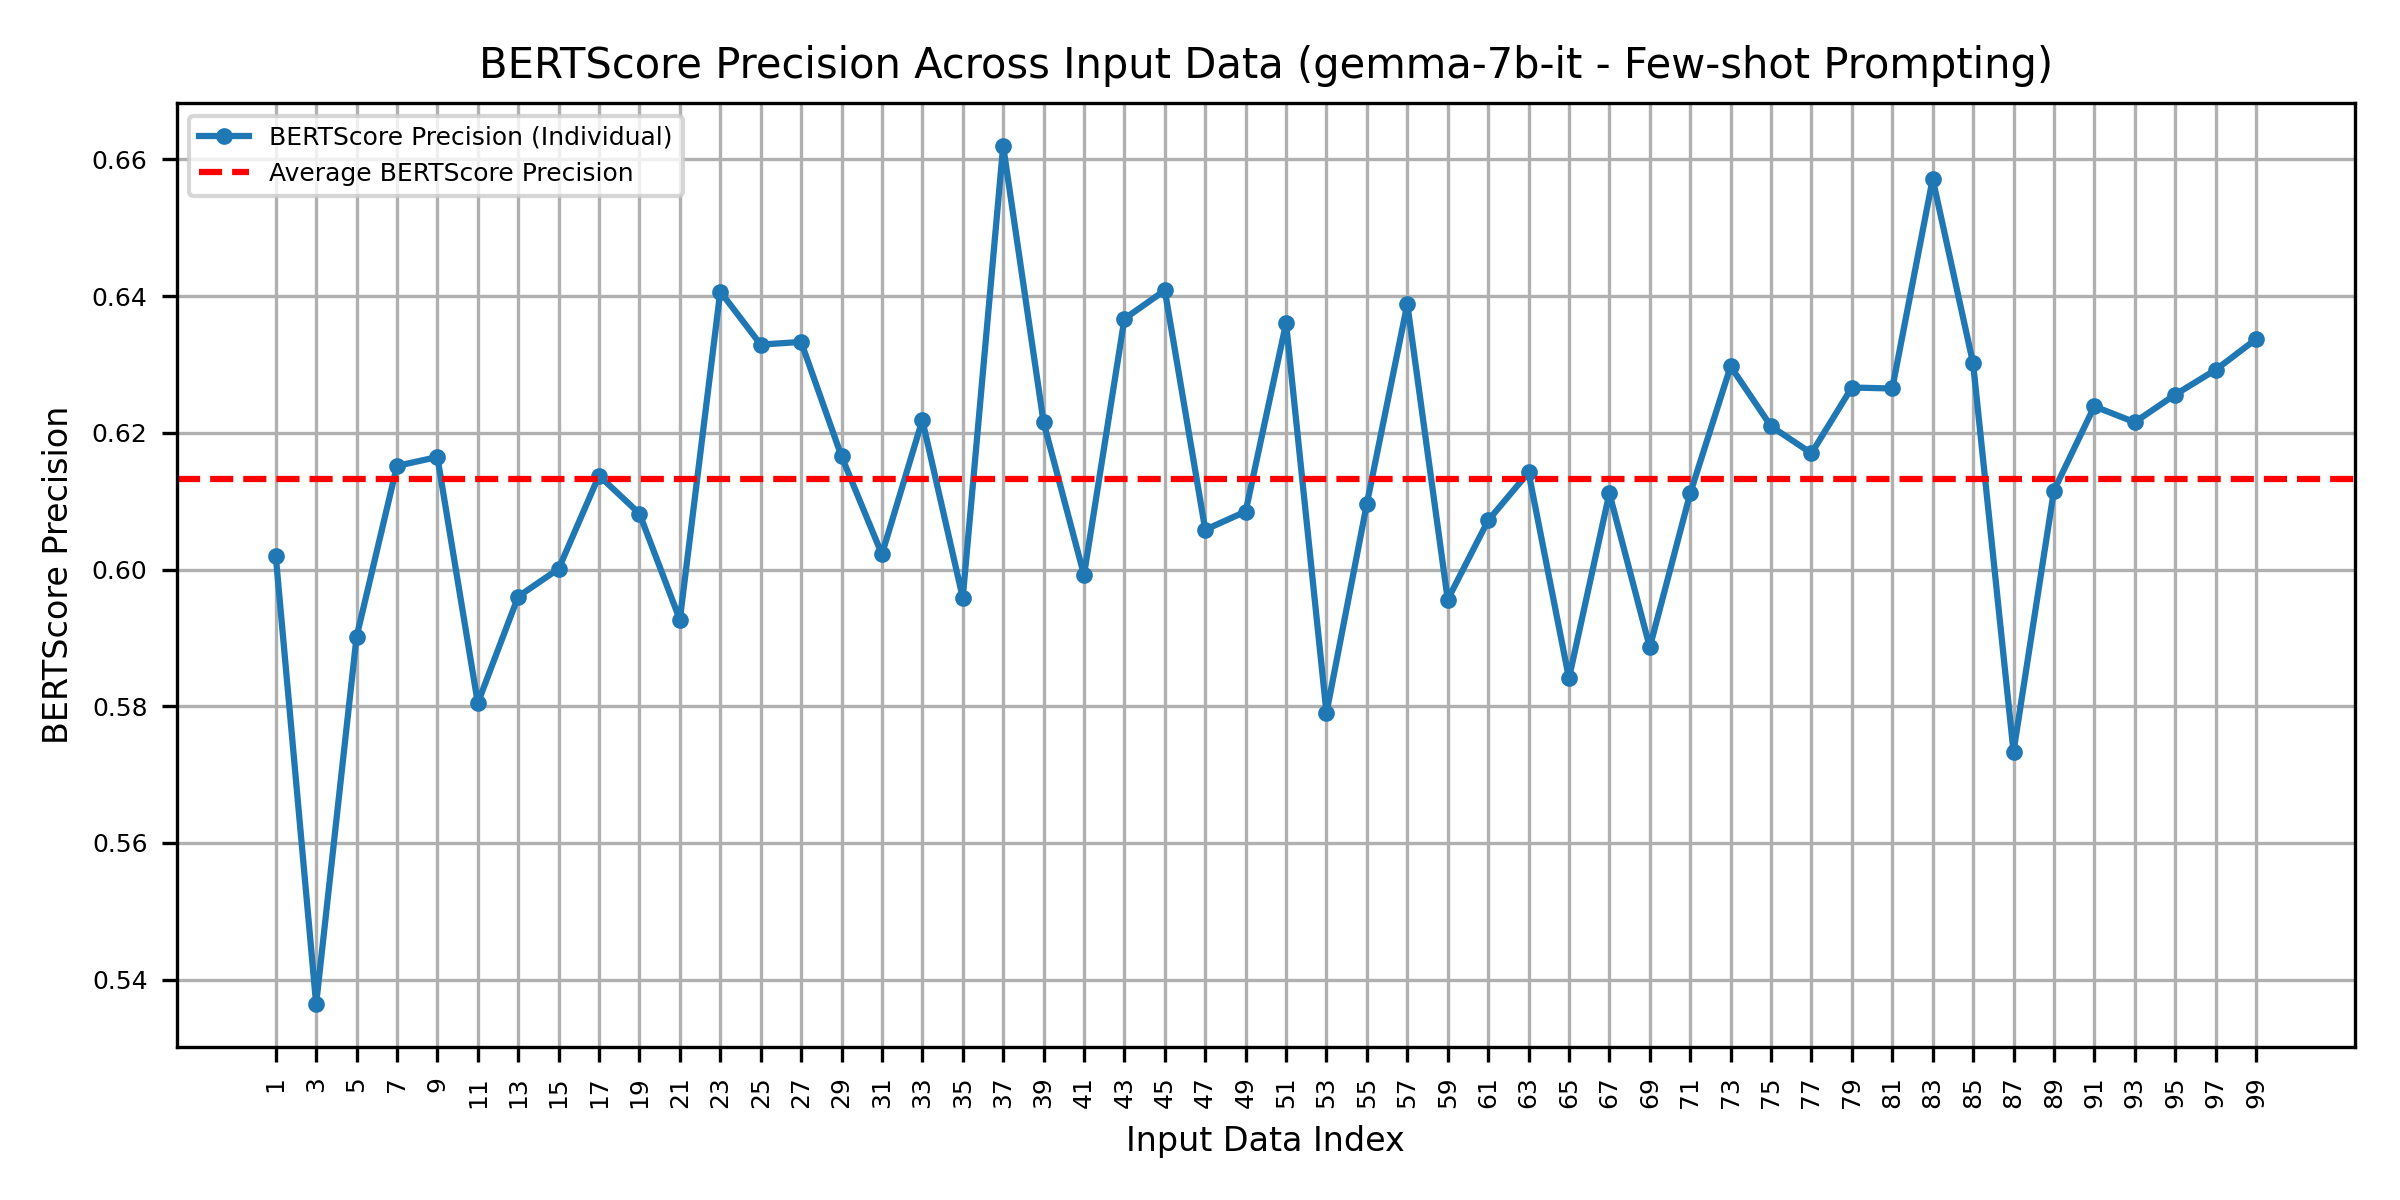 BERTScore Precision Across Input Data (gemma-7b-it - Few-shot Prompting)
BERTScore Precision (Individual)
Average BERTScore Precision
BERTScore Precision
0.66
0.64
0.62
0.60
0.58
0.56
0.54
1 3 5 7 9 11 13 15 17 19 21 23 25 27 29 31 33 35 37 39 41 43 45 47 49 51 53 55 57 59 61 63 65 67 69 71 73 75 77 79 81 83 85 87 89 91 93 95 97 99
Input Data Index